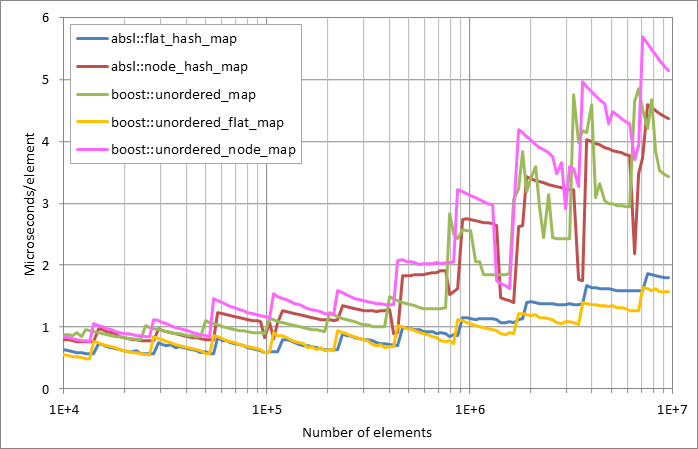 6
5
4
3
2
1
0
Microseconds/element
absl::flat_hash_map
absl::node_hash_map
boost::unordered_map
boost::unordered_flat_map
boost::unordered_node_map
1E+4 1E+5 1E+6 1E+7
Number of elements